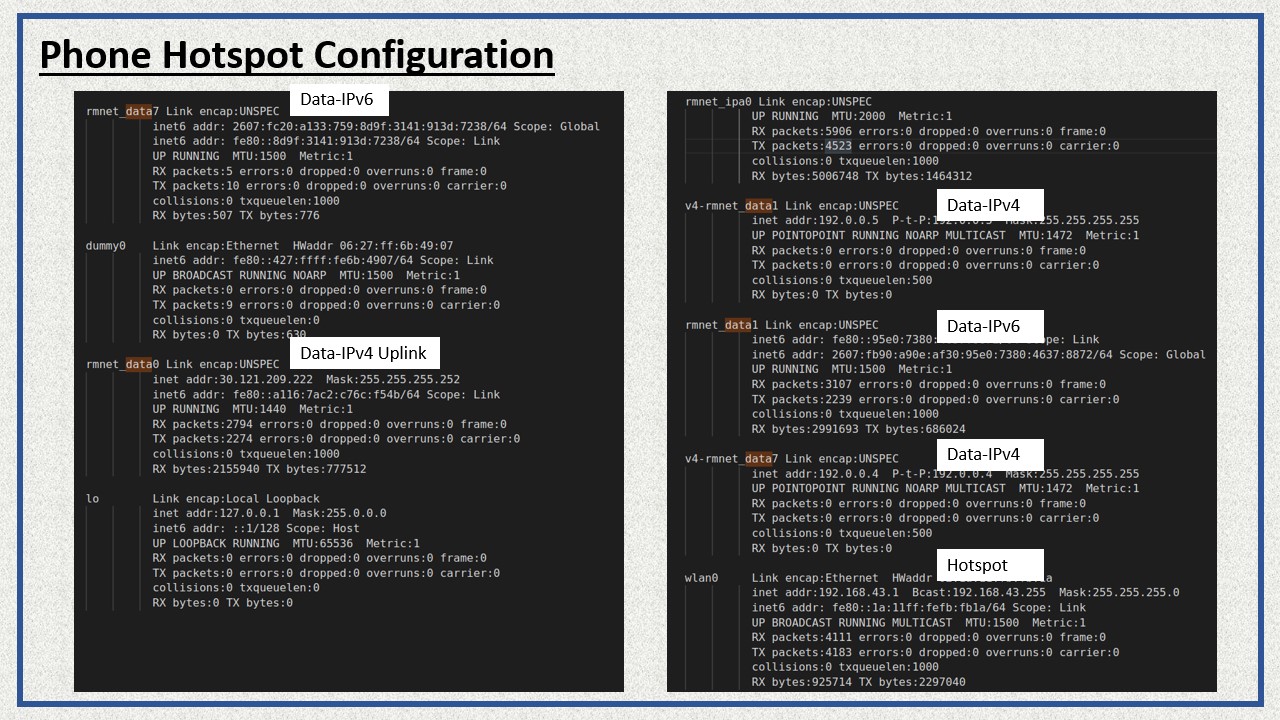 Phone Hotspot Configuration
Data-IPv6
rmnet_data7 Link encap:UNSPEC
inet6 addr: 2607:fc20:a133:759:8d9f:3141:913d:7238/64 Scope: Global
inet6 addr: fe80::8d9f:3141:913d:7238/64 Scope: Link
UP RUNNING  MTU:1500  Metric:1
RX packets:5 errors:0 dropped:0 overruns:0 frame:0
TX packets:10 errors:0 dropped:0 overruns:0 carrier:0
collisions:0 txqueuelen:1000
RX bytes:507 TX bytes:776
dummy0    Link encap:Ethernet  HWaddr 06:27:ff:6b:49:07
inet6 addr: fe80::427:ffff:fe6b:4907/64 Scope: Link
UP BROADCAST RUNNING NOARP  MTU:1500  Metric:1
RX packets:0 errors:0 dropped:0 overruns:0 frame:0
TX packets:9 errors:0 dropped:0 overruns:0 carrier:0
collisions:0 txqueuelen:0
RX bytes:0 TX bytes:630
Data-IPv4 Uplink
rmnet_data0 Link encap:UNSPEC
inet addr:30.121.209.222  Mask:255.255.255.252
inet6 addr: fe80::a116:7ac2:c76c:f54b/64 Scope: Link
UP RUNNING  MTU:1440  Metric:1
RX packets:2794 errors:0 dropped:0 overruns:0 frame:0
TX packets:2274 errors:0 dropped:0 overruns:0 carrier:0
collisions:0 txqueuelen:1000
RX bytes:2155940 TX bytes:777512
lo        Link encap:Local Loopback
inet addr:127.0.0.1  Mask:255.0.0.0
inet6 addr: ::1/128 Scope: Host
UP LOOPBACK RUNNING  MTU:65536  Metric:1
RX packets:0 errors:0 dropped:0 overruns:0 frame:0
TX packets:0 errors:0 dropped:0 overruns:0 carrier:0
collisions:0 txqueuelen:0
RX bytes:0 TX bytes:0
rmnet_ipa0 Link encap:UNSPEC
UP RUNNING  MTU:2000  Metric:1
RX packets:5906 errors:0 dropped:0 overruns:0 frame:0
TX packets:4523 errors:0 dropped:0 overruns:0 carrier:0
collisions:0 txqueuelen:1000
RX bytes:5006748 TX bytes:1464312
Data-IPv4
v4-rmnet_data1 Link encap:UNSPEC
inet addr:192.0.0.5  P-t-P:192.0.0.5  Mask:255.255.255.255
UP POINTOPOINT RUNNING NOARP MULTICAST  MTU:1472  Metric:1
RX packets:0 errors:0 dropped:0 overruns:0 frame:0
TX packets:0 errors:0 dropped:0 overruns:0 carrier:0
collisions:0 txqueuelen:500
RX bytes:0 TX bytes:0
Data-IPv6
rmnet_data1 Link encap:UNSPEC
inet6 addr: fe80::95e0:7380: Link
inet6 addr: 2607:fb90:a90e:af30:95e0:7380:4637:8872/64 Scope: Global
UP RUNNING  MTU:1500  Metric:1
RX packets:3107 errors:0 dropped:0 overruns:0 frame:0
TX packets:2239 errors:0 dropped:0 overruns:0 carrier:0
collisions:0 txqueuelen:1000
RX bytes:2991693 TX bytes:686024
Data-IPv4
v4-rmnet_data7 Link encap:UNSPEC
inet addr:192.0.0.4  P-t-P:192.0.0.4  Mask:255.255.255.255
UP POINTOPOINT RUNNING NOARP MULTICAST  MTU:1472  Metric:1
RX packets:0 errors:0 dropped:0 overruns:0 frame:0
TX packets:0 errors:0 dropped:0 overruns:0 carrier:0
collisions:0 txqueuelen:500
RX bytes:0 TX bytes:0
Hotspot
wlan0     Link encap:Ethernet  HWaddr
inet addr:192.168.43.1  Bcast:192.168.43.255  Mask:255.255.255.0
inet6 addr: fe80::1a:11ff:fefb:fb1a/64 Scope: Link
UP BROADCAST RUNNING MULTICAST  MTU:1500  Metric:1
RX packets:4111 errors:0 dropped:0 overruns:0 frame:0
TX packets:4183 errors:0 dropped:0 overruns:0 carrier:0
collisions:0 txqueuelen:1000
RX bytes:925714 TX bytes:2297040